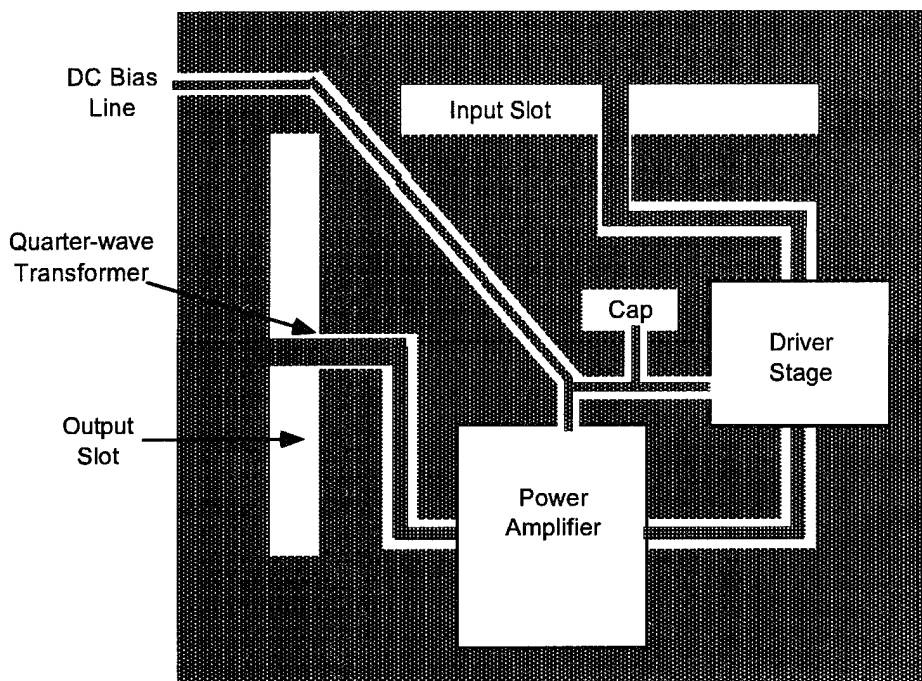 DC Bias
Line
Input Slot
Quarter-wave
Transformer
Cap
Driver
Stage
Output
Slot
Power
Amplifier